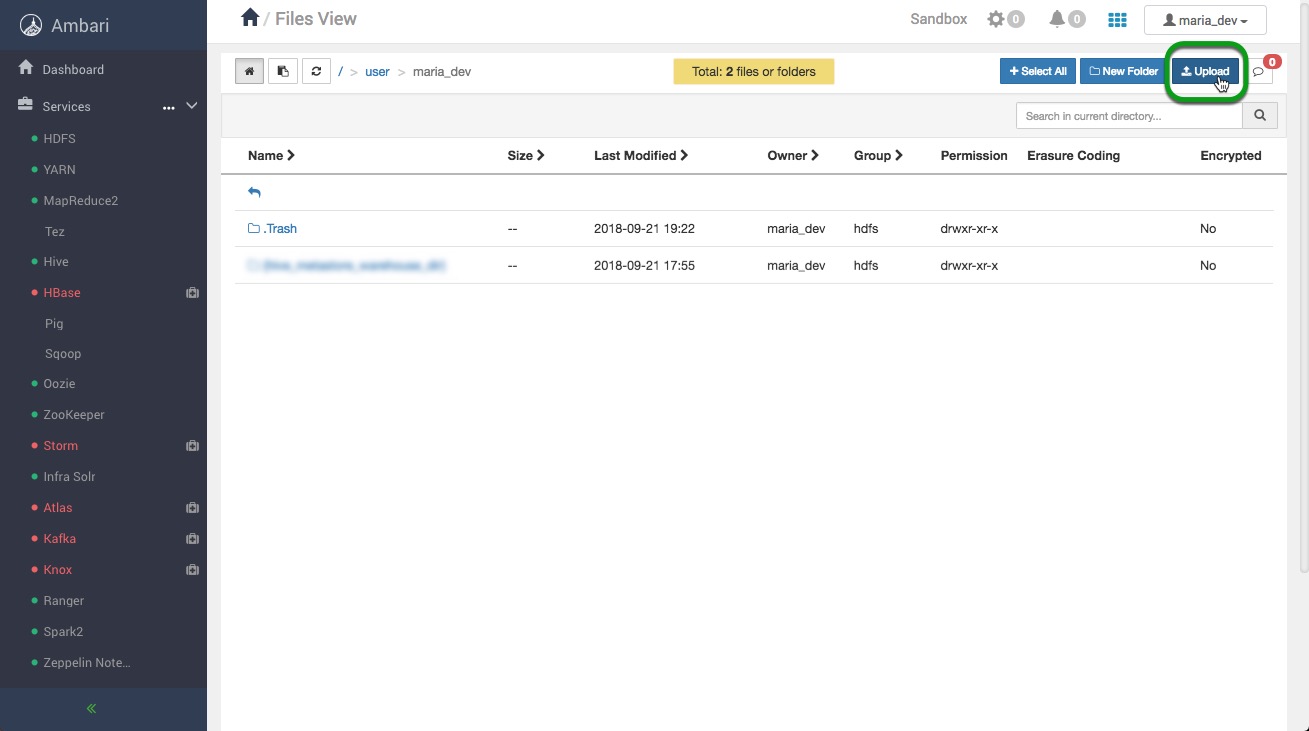 Ambari
Dashboard
Services
HDFS
YARN
MapReduce2
Tez
Hive
HBase
Pig
Sqoop
Oozie
ZooKeeper
Storm
Infra Solr
Atlas
Kafka
Knox
Ranger
Spark2
Zeppelin Note...
/ Files View
Sandbox 0 0 maria_dev
/ > user > maria_dev
Total: 2 files or folders
Select All New Folder Upload 0
Search in current directory...
Name Size Last Modified Owner Group Permission Erasure Coding Encrypted
.Trash -- 2018-09-21 19:22 maria_dev hdfs drwxr-xr-x No
-- 2018-09-21 17:55 maria_dev hdfs drwxr-xr-x No